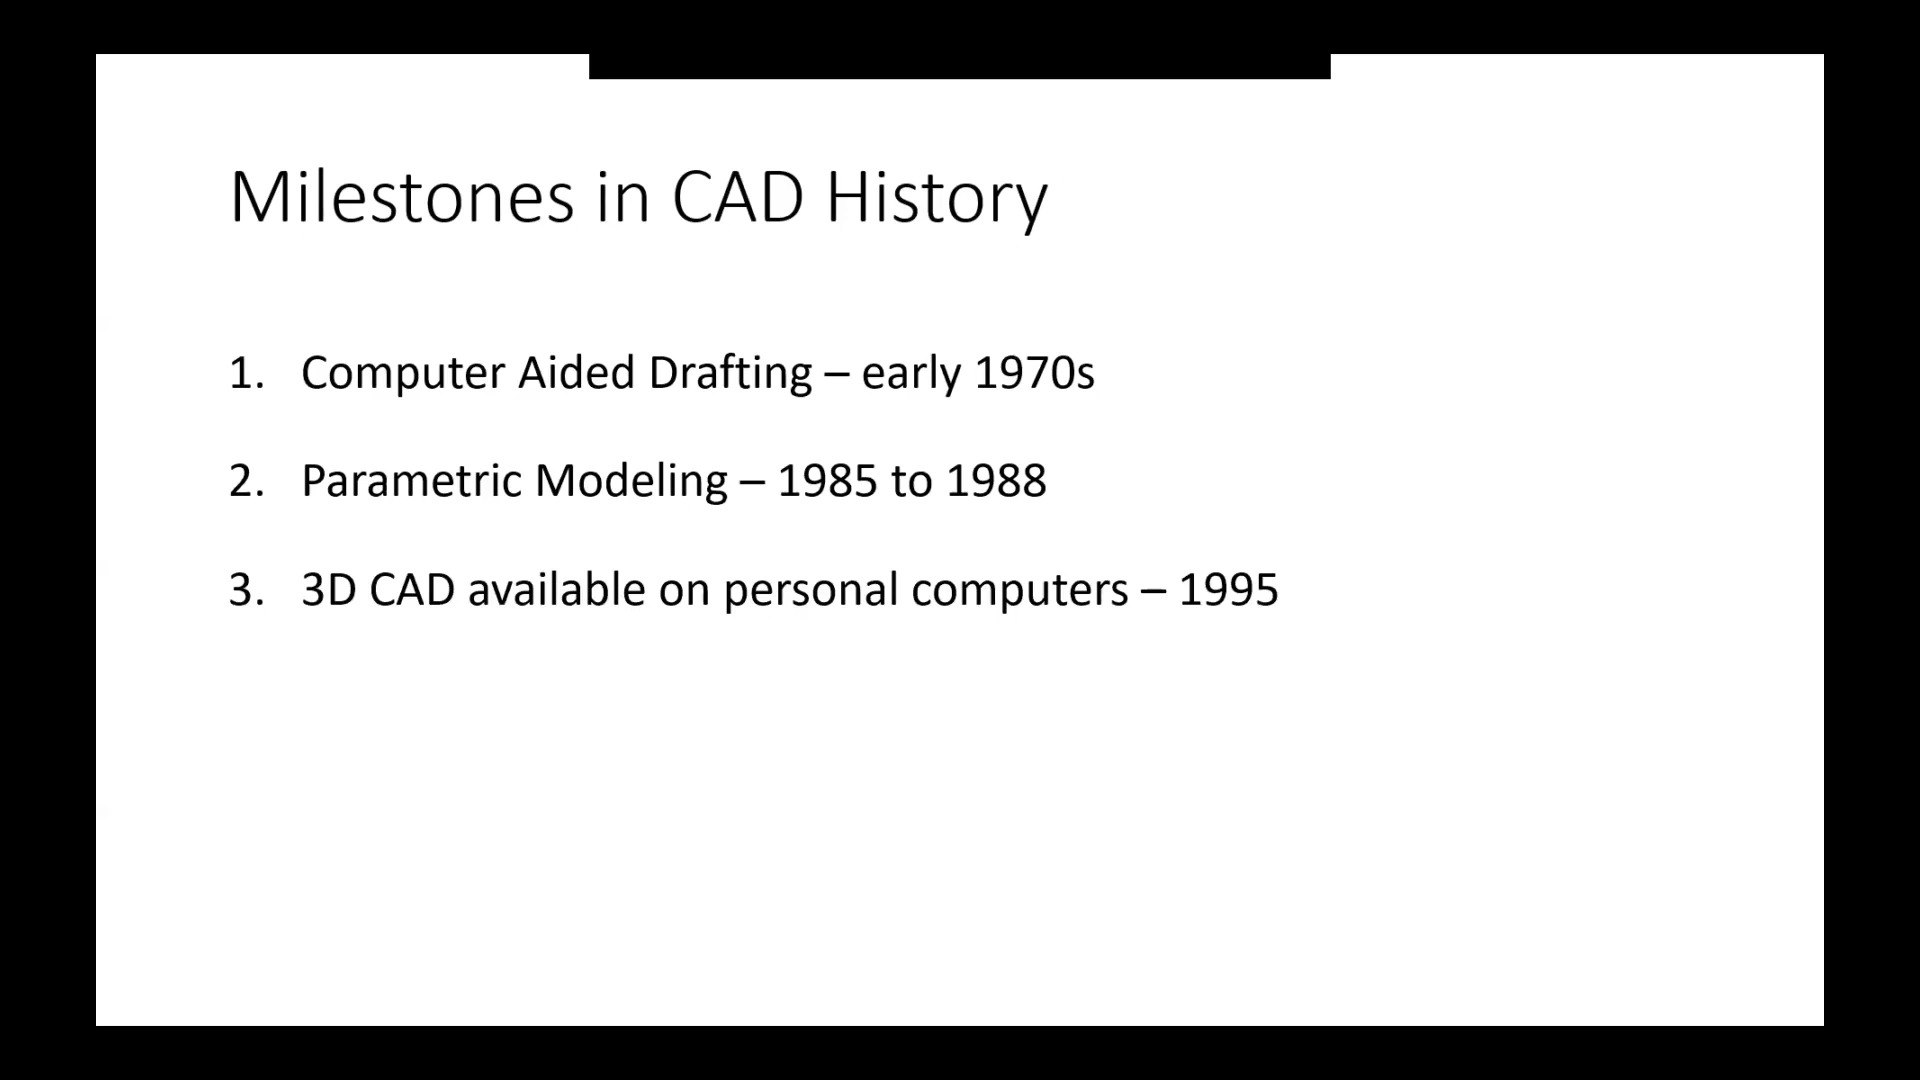 Milestones in CAD History
1. Computer Aided Drafting – early 1970s
2. Parametric Modeling – 1985 to 1988
3. 3D CAD available on personal computers – 1995